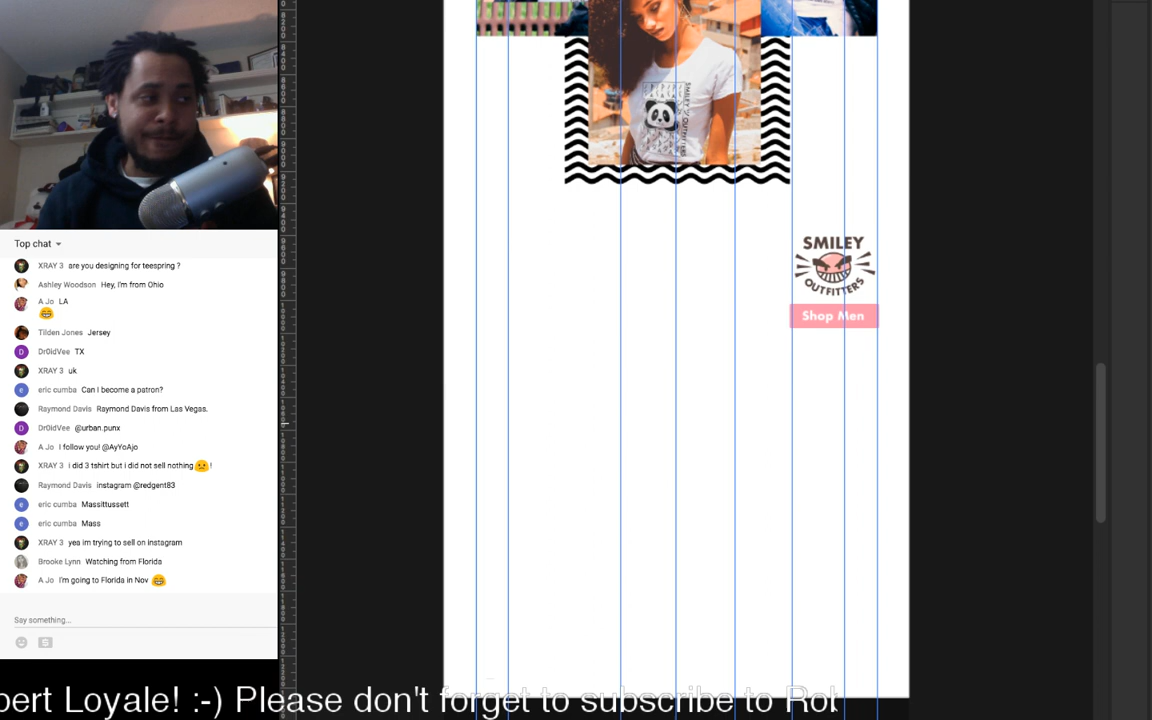 Top chat
XRAY 3 are you designing for teespring ?
Ashley Woodson Hey, I'm from Ohio
A Jo LA
Tilden Jones Jersey
D Dr0idVee TX
XRAY 3 uk
e eric cumba Can I become a patron?
Raymond Davis Raymond Davis from Las Vegas.
D Dr0idVee @urban.punx
A Jo I follow you! @AyYoAjo
XRAY 3 i did 3 tshirt but i did not sell nothing !
Raymond Davis instagram @redgent83
e eric cumba Massittussett
e eric cumba Mass
XRAY 3 yea im trying to sell on instagram
Brooke Lynn Watching from Florida
A Jo I'm going to Florida in Nov
Say something...
SMILEY OUTFITTERS
SMILEY
OUTFITTERS
Shop Men
bert Loyale! :-) Please don't forget to subscribe to Rob